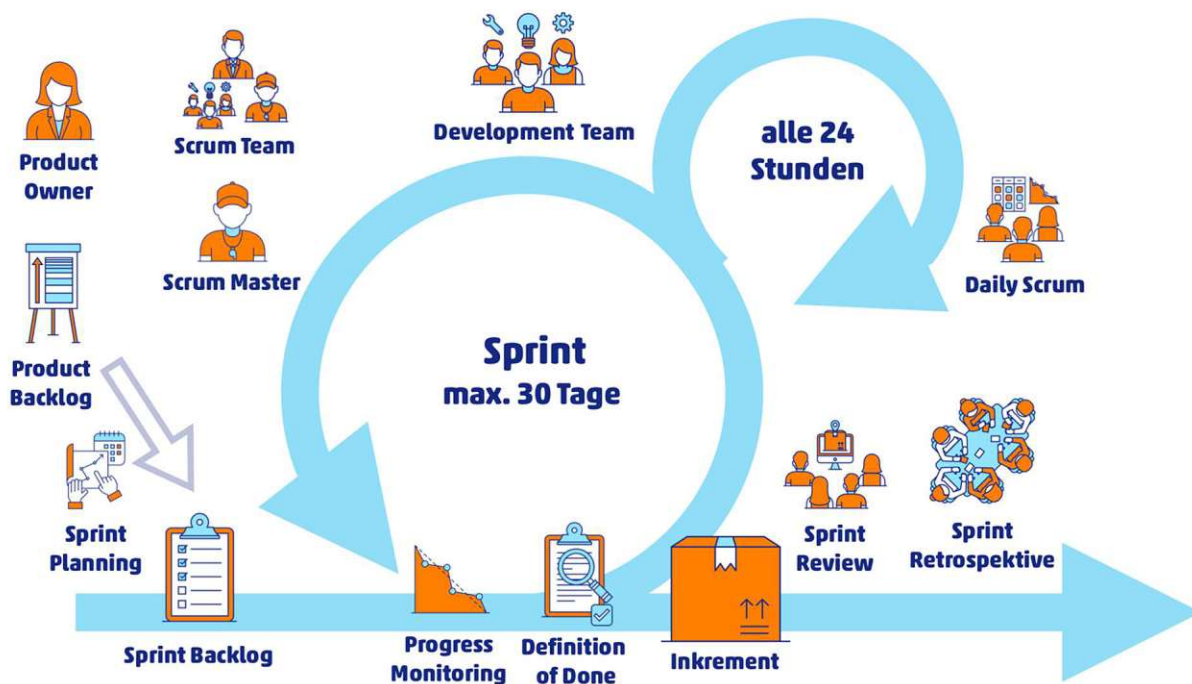 Product
Owner
Scrum Team
Scrum Master
Development Team
alle 24
Stunden
Daily Scrum
Product
Backlog
Sprint
max. 30 Tage
Sprint
Planning
Sprint Backlog
Progress
Monitoring
Definition
of Done
Inkrement
Sprint
Review
Sprint
Retrospektive